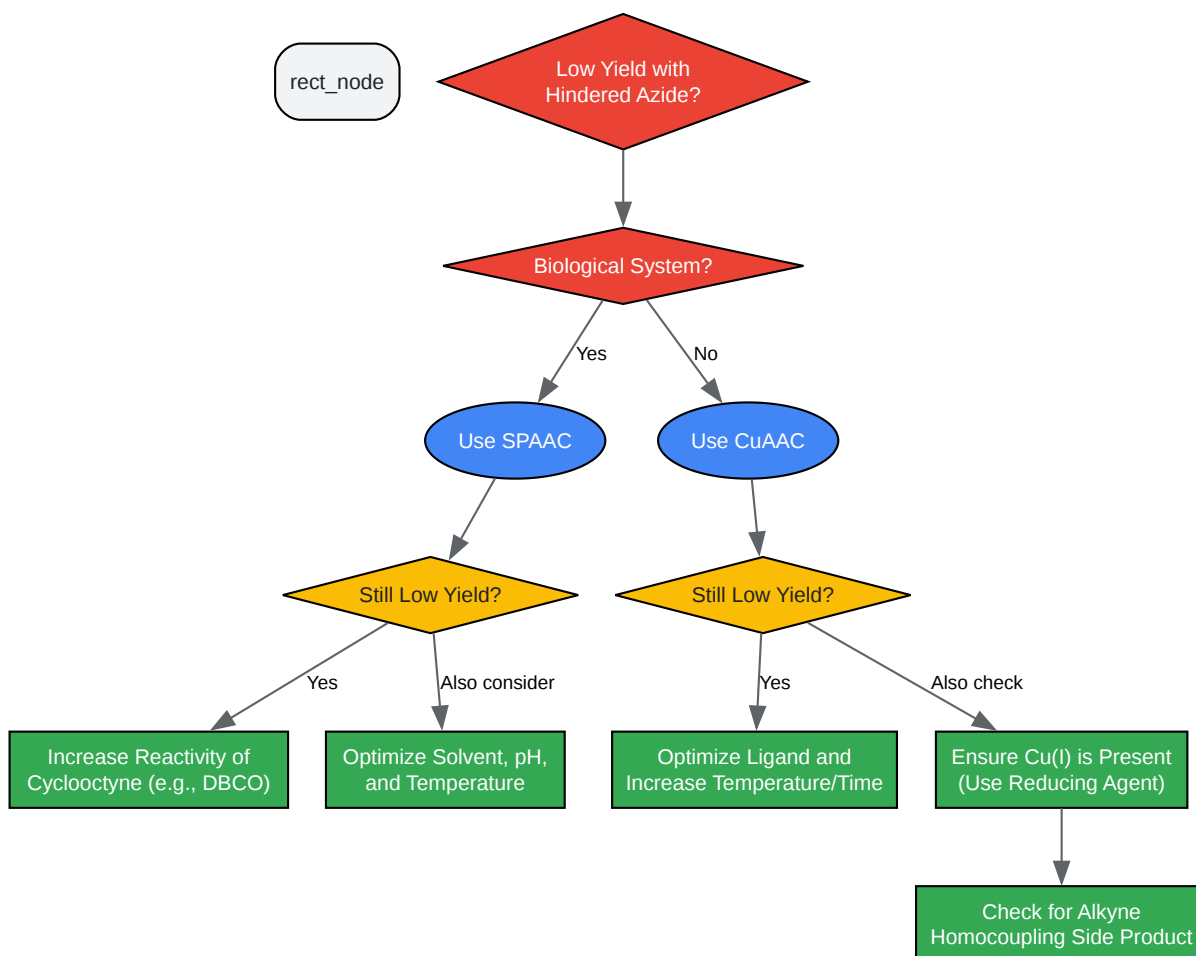 rect_node
Low Yield with
Hindered Azide?
Biological System?
Yes
No
Use SPAAC
Use CuAAC
Still Low Yield?
Still Low Yield?
Yes
Also consider
Yes
Also check
Increase Reactivity of
Cyclooctyne (e.g., DBCO)
Optimize Solvent, pH,
and Temperature
Optimize Ligand and
Increase Temperature/Time
Ensure Cu(I) is Present
(Use Reducing Agent)
Check for Alkyne
Homocoupling Side Product